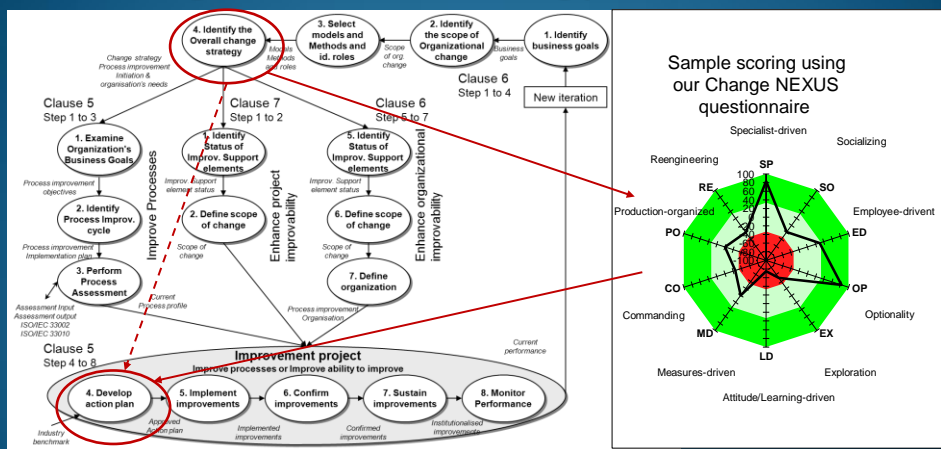 4. Identify the
Overall change
strategy
3. Select
models and
Methods and
id. roles
2. Identify
the scope of
Organizational
change
1. Identify
business goals
Models
Methods
and roles
Scope
of org.
change
Business
goals
Change strategy
Process improvement
Initiation &
organisation's needs
Clause 6
Step 1 to 4
New iteration
Clause 5
Step 1 to 3
Clause 7
Step 1 to 2
Clause 6
Step 5 to 7
1. Examine
Organization's
Business Goals
Process improvement
objectives
2. Identify
Process Improv.
cycle
Process improvement
Implementation plan
3. Perform
Process
Assessment
Assessment Input
Assessment output
ISO/IEC 33002
ISO/IEC 33010
Current
Process profile
Improve Processes
1. Identify
Status of
Improv. Support
elements
Improv. Support
element status
2. Define scope
of change
Scope of
change
Enhance project
improvability
5. Identify
Status of
Improv. Support
elements
Improv. Support
element status
6. Define
scope of
change
Scope of
change
7. Define
organization
Process improvement
Organisation
Enhance organizational
improvability
Clause 5
Step 4 to 8
Improvement project
Improve processes or Improve ability to improve
Current
performance
4. Develop
action plan
5. Implement
improvements
6. Confirm
improvements
7. Sustain
improvements
8. Monitor
Performance
Industry
benchmark
Approved
Action plan
Implemented
improvements
Confirmed
improvements
Institutionalised
improvements
Sample scoring using
our Change NEXUS
questionnaire
Specialist-driven
Socializing
Reengineering
Production-organized
Employee-drivent
Commanding
Optionality
Measures-driven
Exploration
Attitude/Learning-driven
SP
SO
ED
OP
EX
LD
MD
CO
PO
RE
100
80
60
40
20